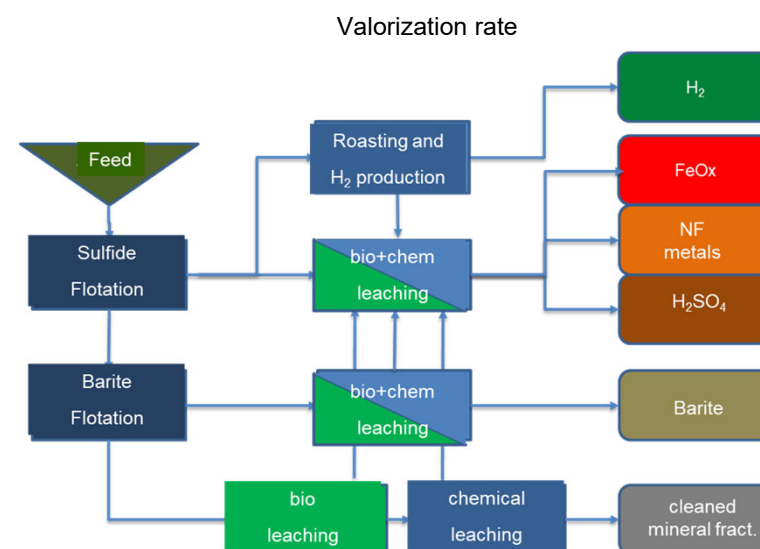 Valorization rate
Feed
Sulfide
Flotation
Barite
Flotation
Roasting and
H₂ production
bio+chem
leaching
bio+chem
leaching
bio
leaching
chemical
leaching
H₂
FeOx
NF
metals
H₂SO₄
Barite
cleaned
mineral fract.